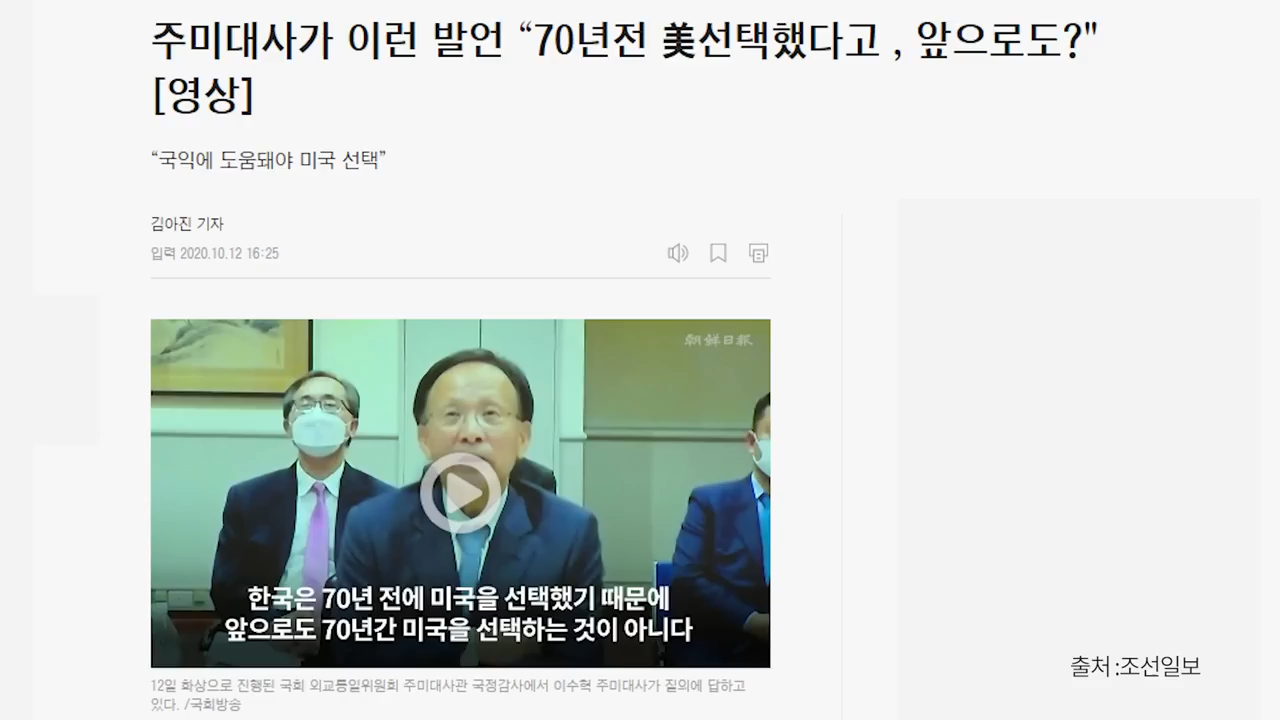 주미대사가 이런 발언 “70년전 美선택했다고 , 앞으로도?"
[영상]
“국익에 도움돼야 미국 선택”
김아진 기자
입력 2020.10.12 16:25
朝鮮日報
한국은 70년 전에 미국을 선택했기 때문에
앞으로도 70년간 미국을 선택하는 것이 아니다
12일 화상으로 진행된 국회 외교통일위원회 주미대사관 국정감사에서 이수혁 주미대사가 질의에 답하고
있다. /국회방송
출처 :조선일보